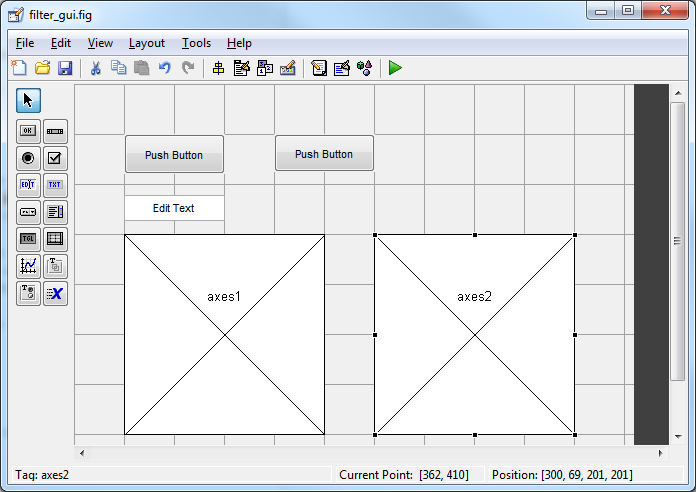 filter_gui.fig
File Edit View Layout Tools Help
OK
EDIT TXT
TGL
Push Button Push Button
Edit Text
axes1 axes2
Tag: axes2 Current Point: [362, 410] Position: [300, 69, 201, 201]